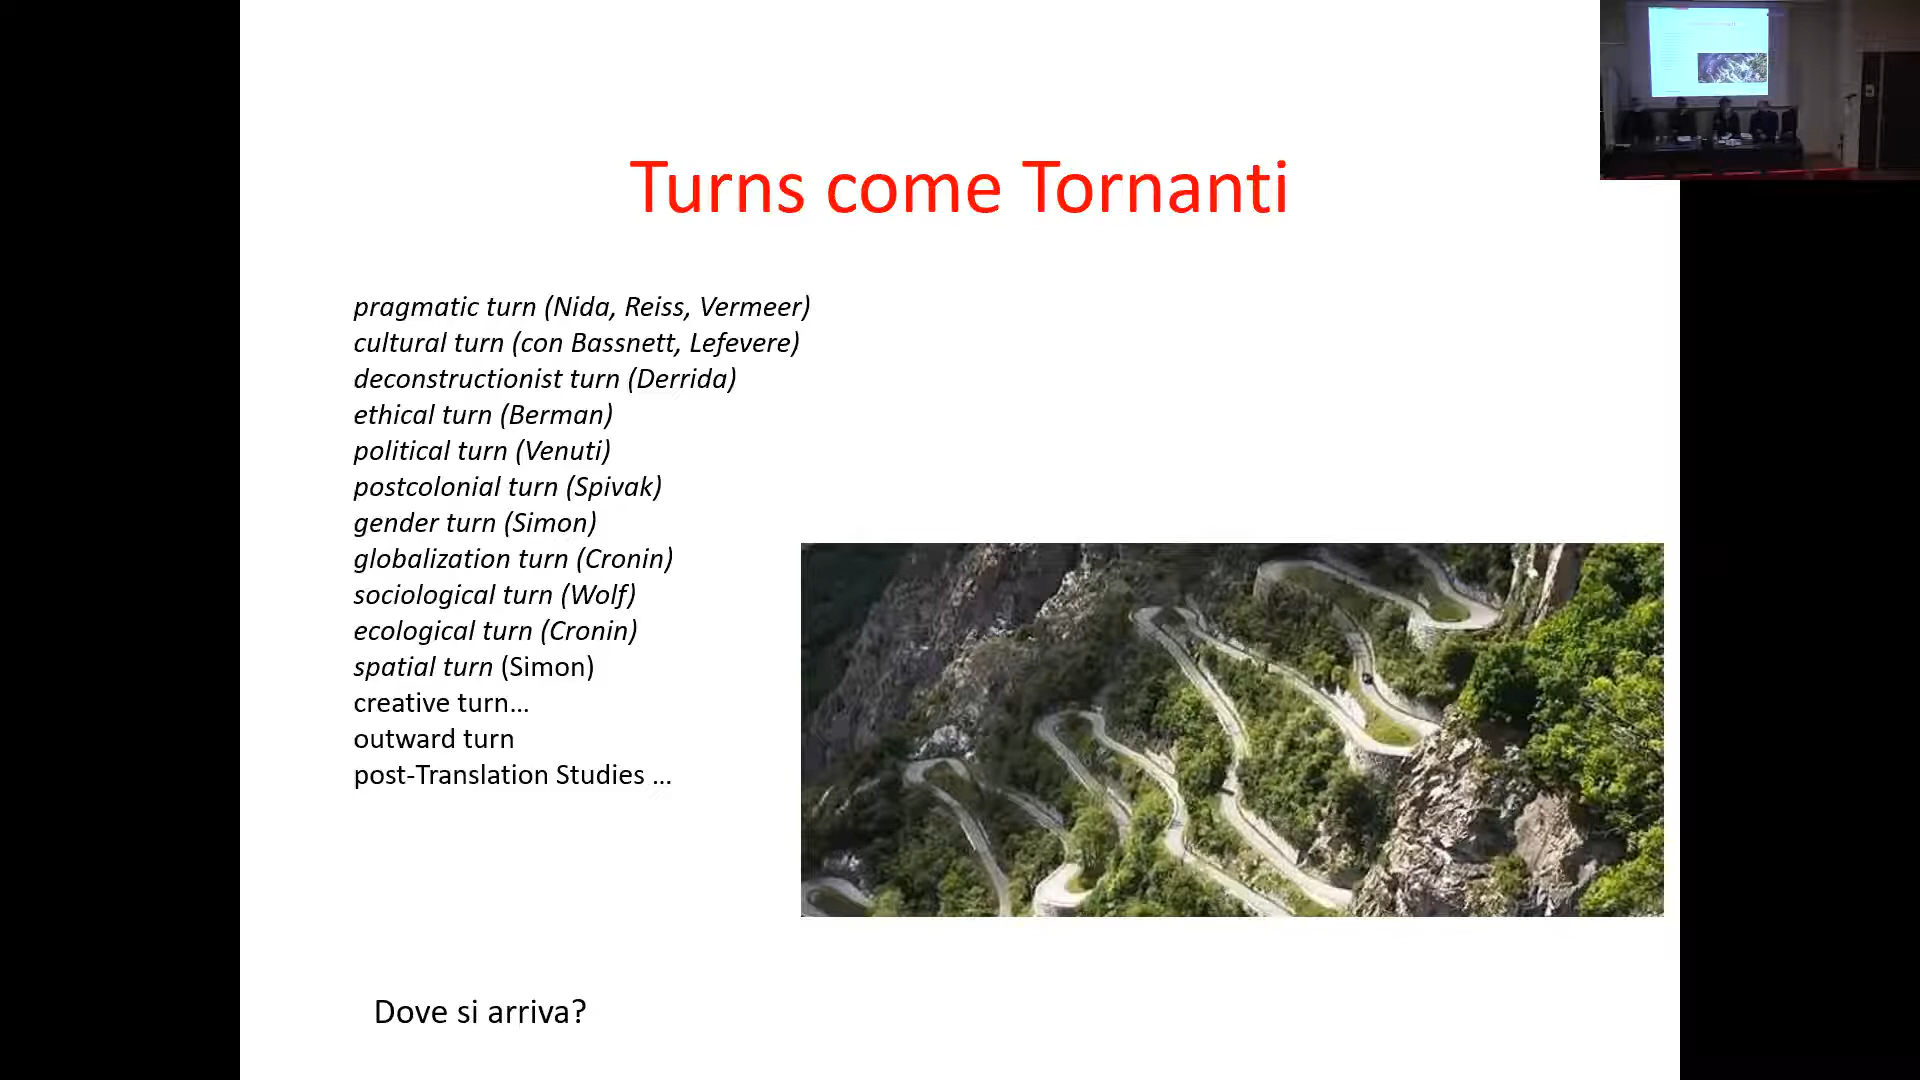 Turns come Tornanti
pragmatic turn (Nida, Reiss, Vermeer)
cultural turn (con Bassnett, Lefevere)
deconstructionist turn (Derrida)
ethical turn (Berman)
political turn (Venuti)
postcolonial turn (Spivak)
gender turn (Simon)
globalization turn (Cronin)
sociological turn (Wolf)
ecological turn (Cronin)
spatial turn (Simon)
creative turn...
outward turn
post-Translation Studies ...
Dove si arriva?